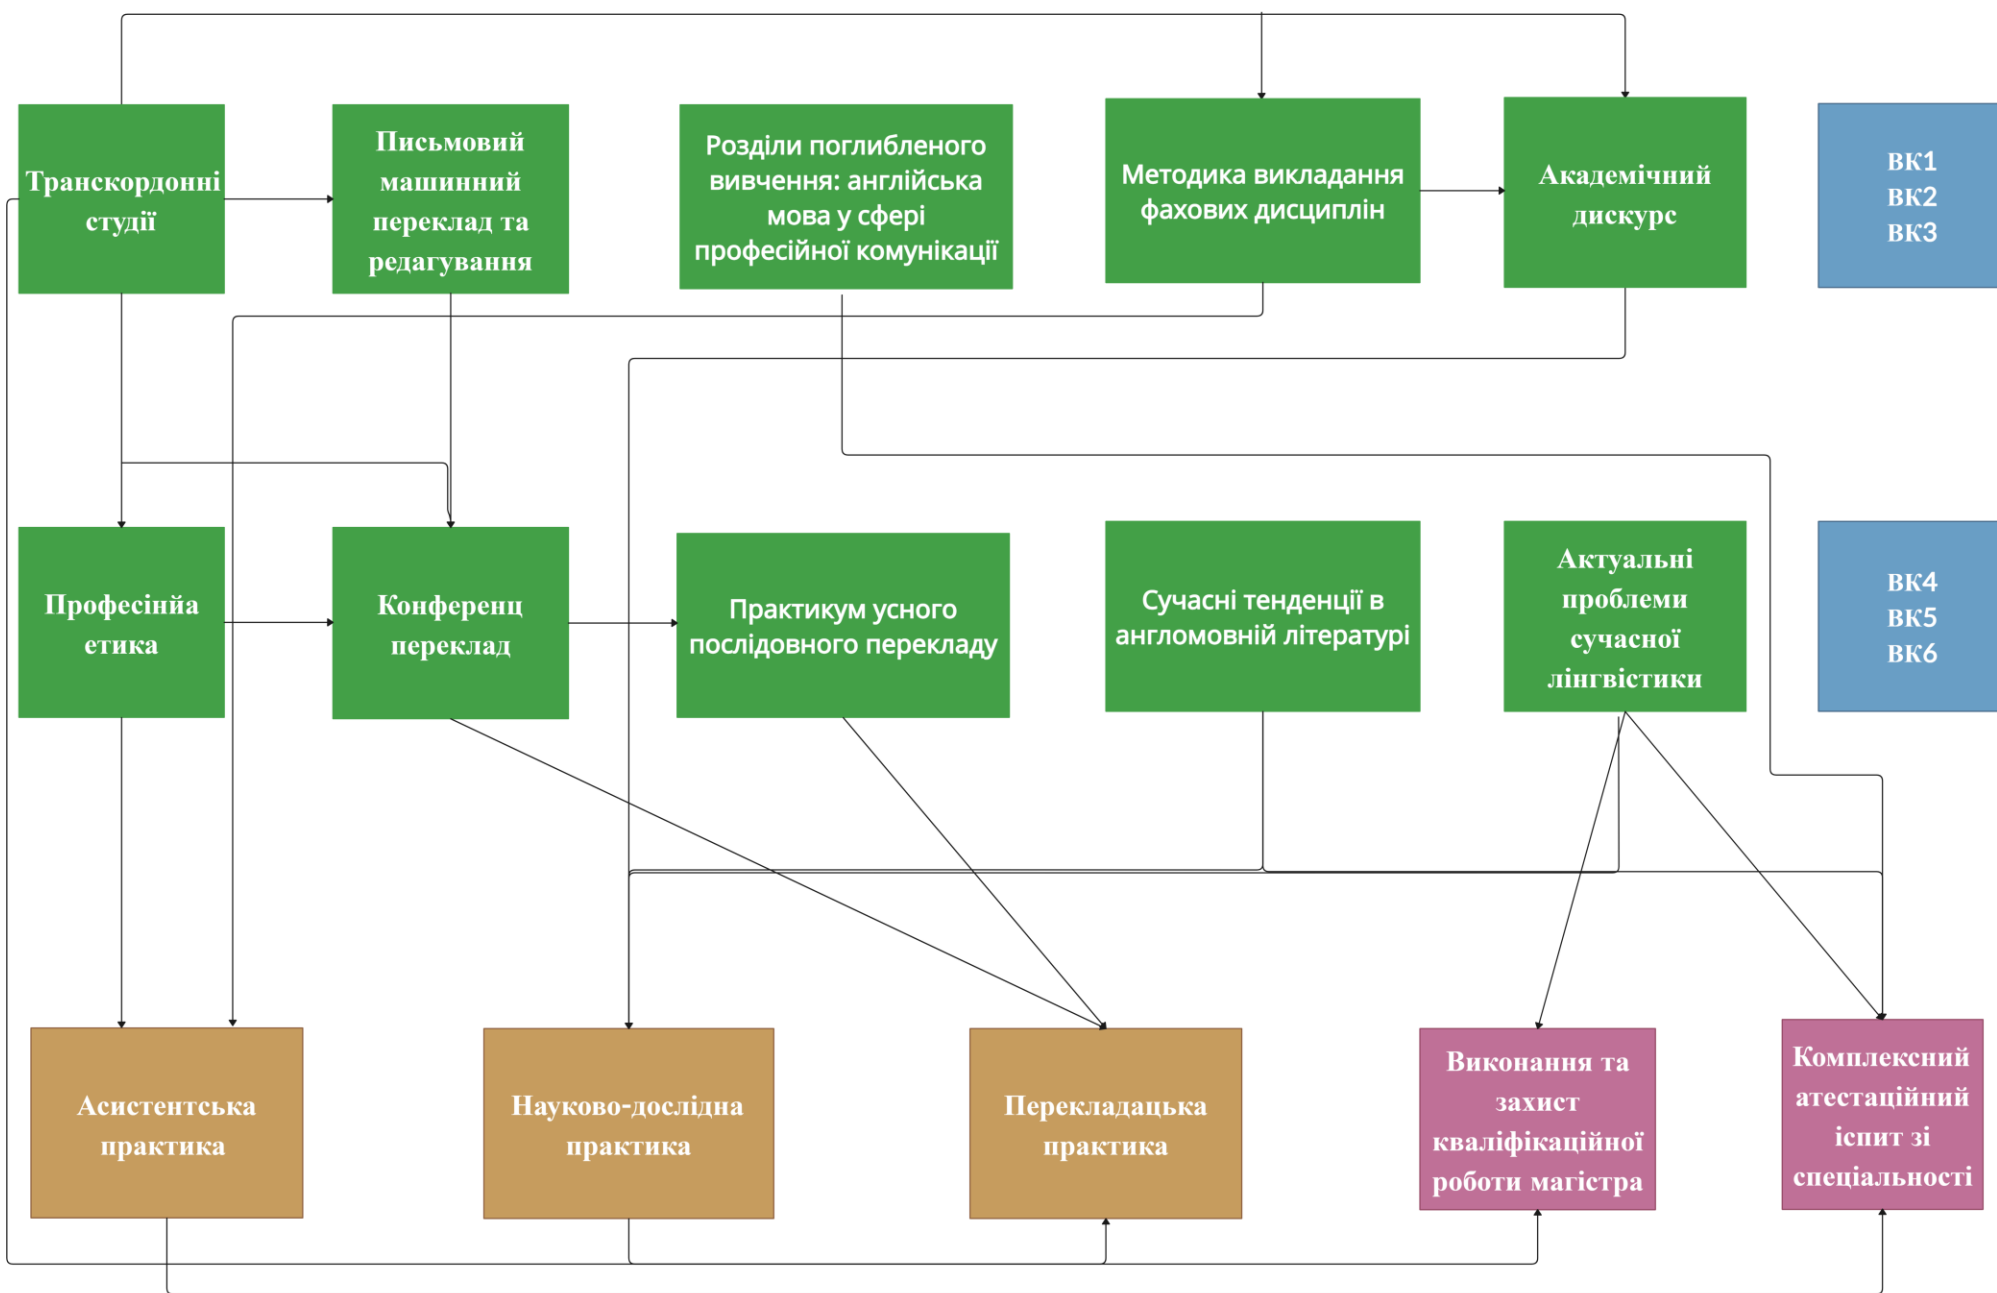 Транскордонні
студії
Письмовий
машинний
переклад та
редагування
Розділи поглибленого
вивчення: англійська
мова у сфері
професійної комунікації
Методика викладання
фахових дисциплін
Академічний
дискурс
ВК1
ВК2
ВК3
Професінйа
етика
Конференц
переклад
Практикум усного
послідовного перекладу
Сучасні тенденції в
англомовній літературі
Актуальні
проблеми
сучасної
лінгвістики
ВК4
ВК5
ВК6
Асистентська
практика
Науково-дослідна
практика
Перекладацька
практика
Виконання та
захист
кваліфікаційної
роботи магістра
Комплексний
атестаційний
іспит зі
спеціальності